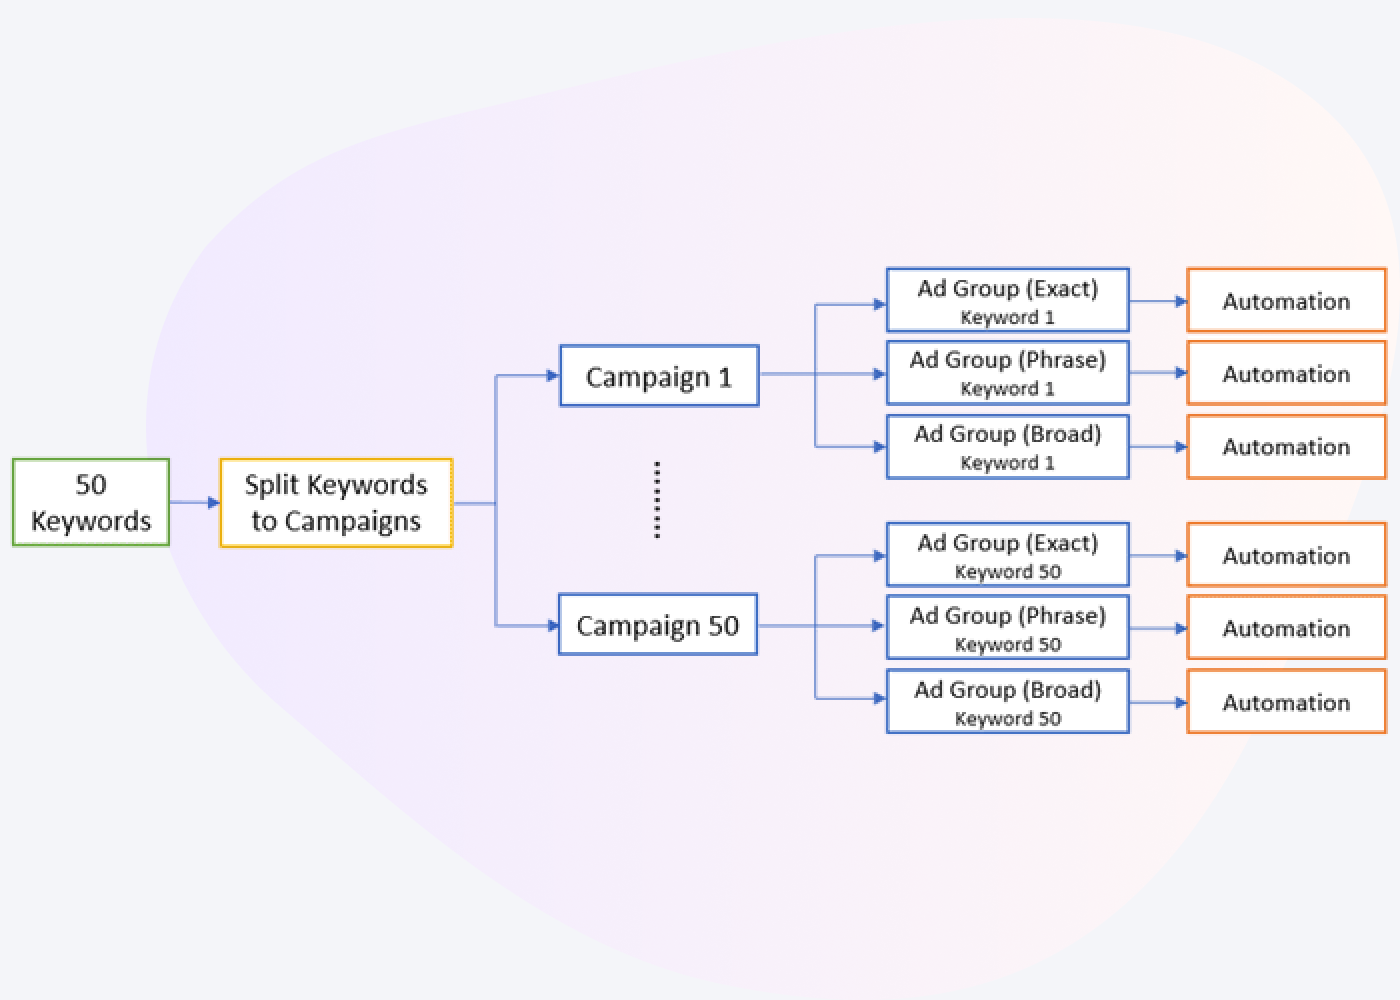 50
Keywords
Split Keywords
to Campaigns
Campaign 1
Ad Group (Exact)
Keyword 1
Automation
Ad Group (Phrase)
Keyword 1
Automation
Ad Group (Broad)
Keyword 1
Automation
Campaign 50
Ad Group (Exact)
Keyword 50
Automation
Ad Group (Phrase)
Keyword 50
Automation
Ad Group (Broad)
Keyword 50
Automation